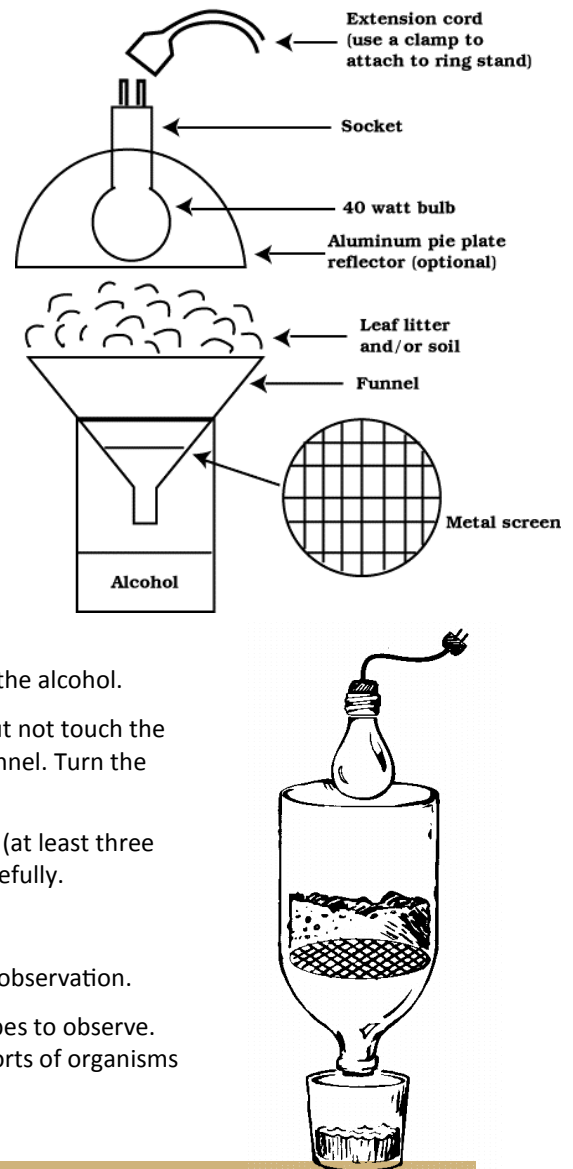 Extension cord
(use a clamp to
attach to ring stand)
Socket
40 watt bulb
Aluminum pie plate
reflector (optional)
Leaf litter
and/or soil
Funnel
Metal screen
Alcohol
the alcohol.
ut not touch the
nnel. Turn the
(at least three
efully.
observation.
pes to observe.
orts of organisms